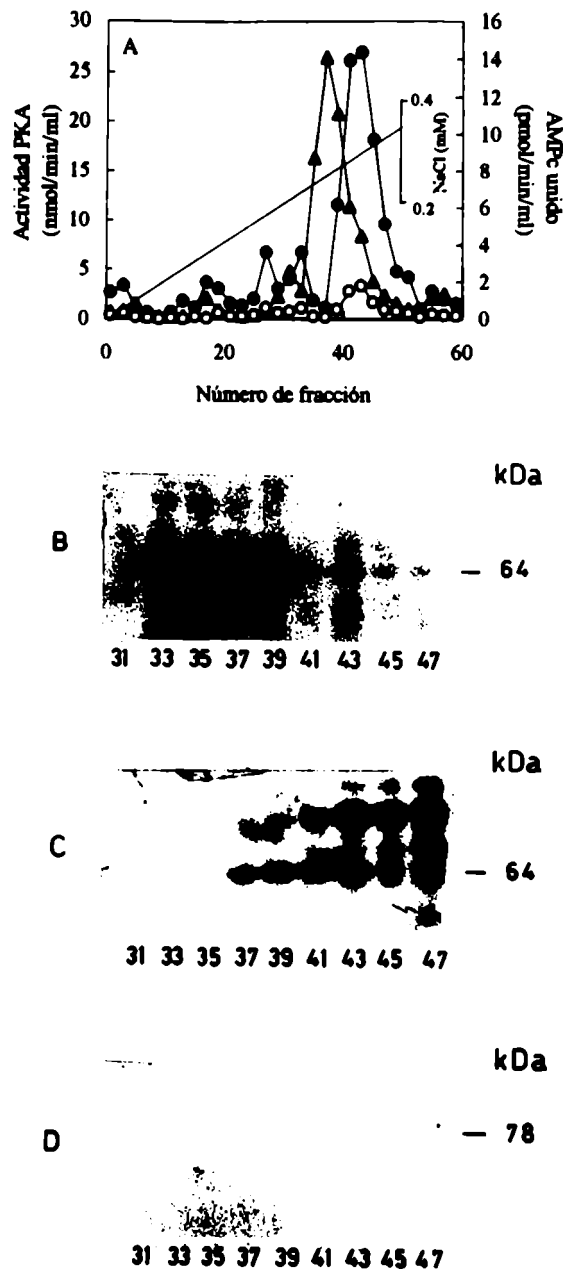 A
30
25
20
15
10
5
0
Actividad PKA
(nmol/min/ml)
16
14
12
10
8
6
4
2
0
AMPc unido
(pmol/min/ml)
0.4
0.2
NaCl (mM)
0 20 40 60
Número de fracción
kDa
B
— 64
31 33 35 37 39 41 43 45 47
kDa
C
— 64
31 33 35 37 39 41 43 45 47
kDa
D
— 78
31 33 35 37 39 41 43 45 47